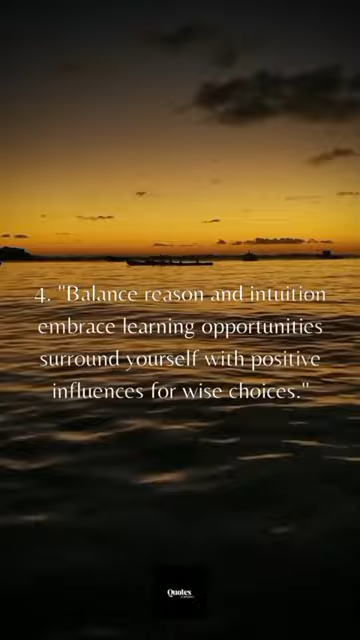 4. "Balance reason and intuition
embrace learning opportunities
surround yourself with positive
influences for wise choices."
Quotes